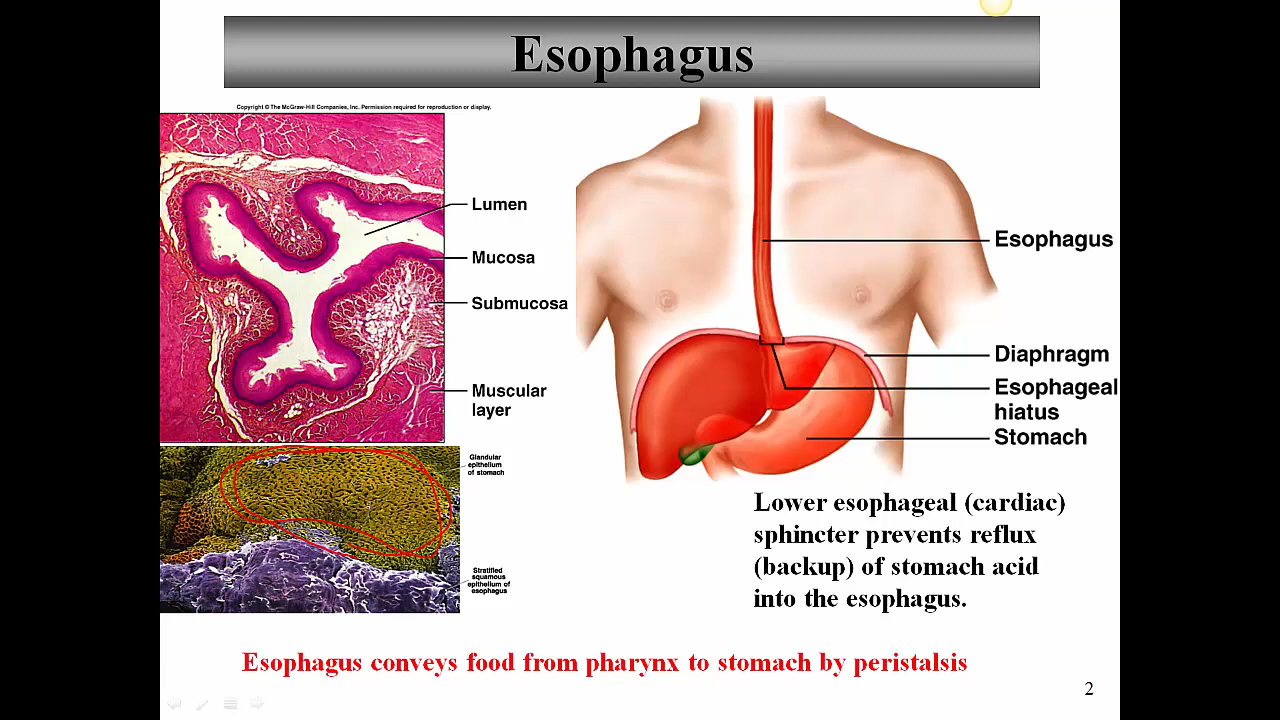 Esophagus
Copyright © The McGraw-Hill Companies, Inc. Permission required for reproduction or display.
Lumen
Mucosa
Submucosa
Muscular
layer
Glandular
epithelium
of stomach
Stratified
squamous
epithelium of
esophagus
Esophagus
Diaphragm
Esophageal
hiatus
Stomach
Lower esophageal (cardiac)
sphincter prevents reflux
(backup) of stomach acid
into the esophagus.
Esophagus conveys food from pharynx to stomach by peristalsis
2